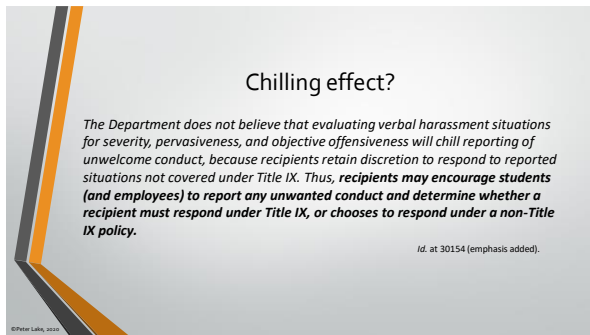 Chilling effect?
The Department does not believe that evaluating verbal harassment situations
for severity, pervasiveness, and objective offensiveness will chill reporting of
unwelcome conduct, because recipients retain discretion to respond to reported
situations not covered under Title IX. Thus, recipients may encourage students
(and employees) to report any unwanted conduct and determine whether a
recipient must respond under Title IX, or chooses to respond under a non-Title
IX policy.
Id. at 30154 (emphasis added).
©Peter Lake, 2020